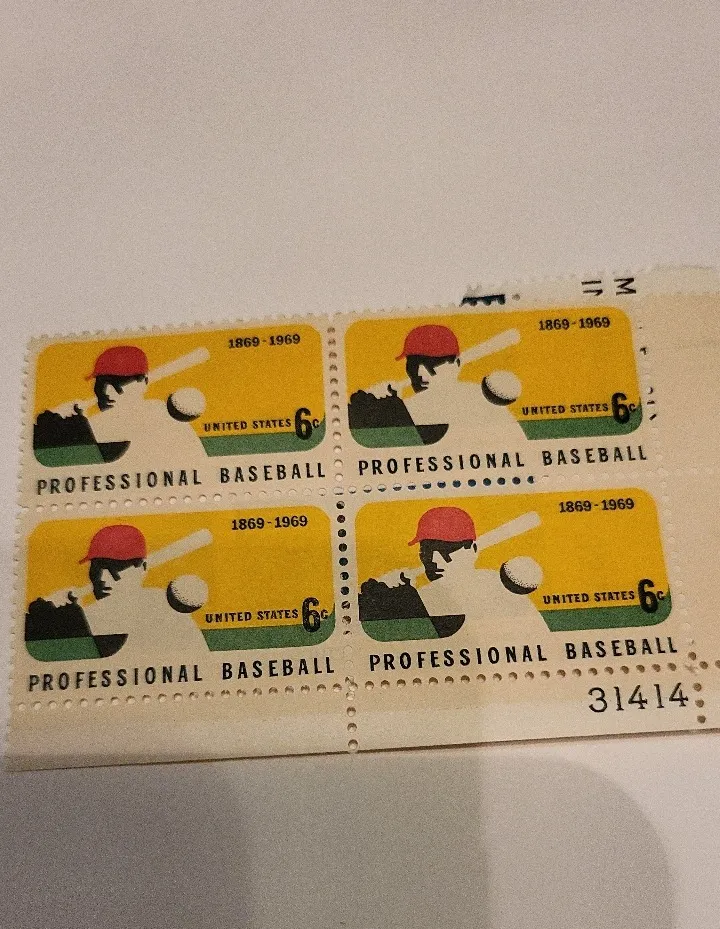 1869-1969
UNITED STATES 6c
PROFESSIONAL BASEBALL
1869-1969
UNITED STATES 6c
PROFESSIONAL BASEBALL
1869-1969
UNITED STATES 6c
PROFESSIONAL BASEBALL
1869-1969
UNITED STATES 6c
PROFESSIONAL BASEBALL
31414